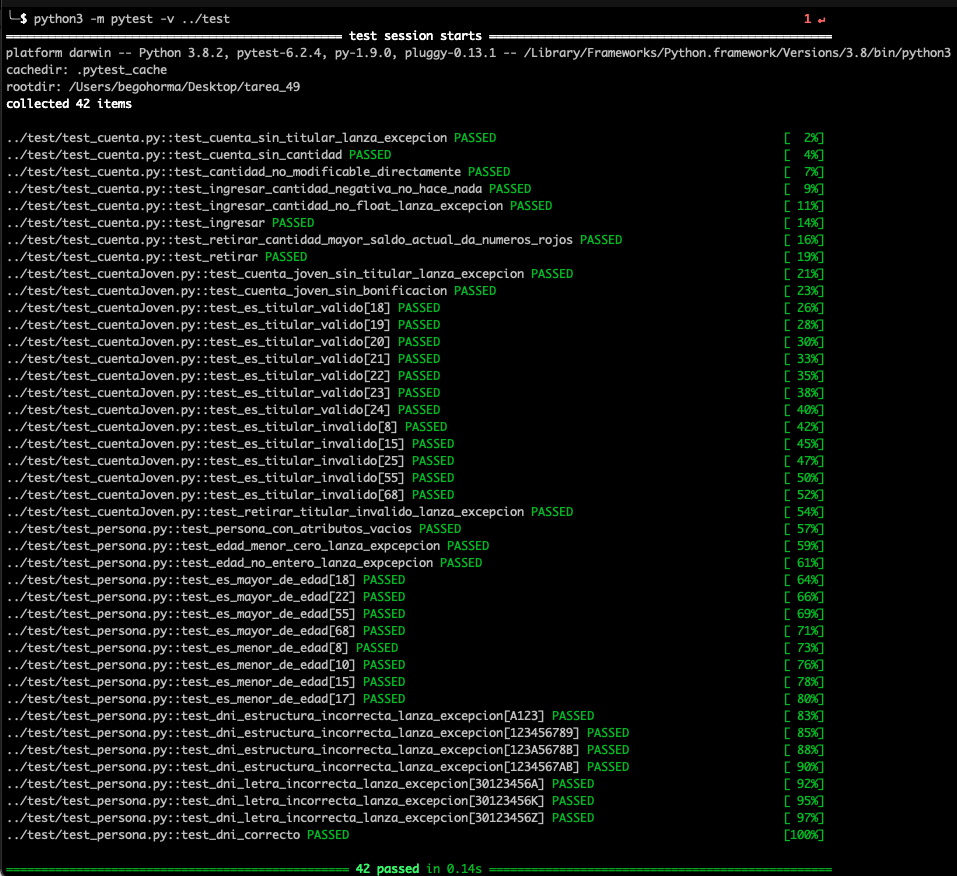 ╰─$ python3 -m pytest -v ../test 1 ↵
test session starts
platform darwin -- Python 3.8.2, pytest-6.2.4, py-1.9.0, pluggy-0.13.1 -- /Library/Frameworks/Python.framework/Versions/3.8/bin/python3
cachedir: .pytest_cache
rootdir: /Users/begohorma/Desktop/tarea_49
collected 42 items
../test/test_cuenta.py::test_cuenta_sin_titular_lanza_excepcion PASSED [ 2%]
../test/test_cuenta.py::test_cuenta_sin_cantidad PASSED [ 4%]
../test/test_cuenta.py::test_cantidad_no_modificable_directamente PASSED [ 7%]
../test/test_cuenta.py::test_ingresar_cantidad_negativa_no_hace_nada PASSED [ 9%]
../test/test_cuenta.py::test_ingresar_cantidad_no_float_lanza_excepcion PASSED [ 11%]
../test/test_cuenta.py::test_ingresar PASSED [ 14%]
../test/test_cuenta.py::test_retirar_cantidad_mayor_saldo_actual_da_numeros_rojos PASSED [ 16%]
../test/test_cuenta.py::test_retirar PASSED [ 19%]
../test/test_cuentaJoven.py::test_cuenta_joven_sin_titular_lanza_excepcion PASSED [ 21%]
../test/test_cuentaJoven.py::test_cuenta_joven_sin_bonificacion PASSED [ 23%]
../test/test_cuentaJoven.py::test_es_titular_valido[18] PASSED [ 26%]
../test/test_cuentaJoven.py::test_es_titular_valido[19] PASSED [ 28%]
../test/test_cuentaJoven.py::test_es_titular_valido[20] PASSED [ 30%]
../test/test_cuentaJoven.py::test_es_titular_valido[21] PASSED [ 33%]
../test/test_cuentaJoven.py::test_es_titular_valido[22] PASSED [ 35%]
../test/test_cuentaJoven.py::test_es_titular_valido[23] PASSED [ 38%]
../test/test_cuentaJoven.py::test_es_titular_valido[24] PASSED [ 40%]
../test/test_cuentaJoven.py::test_es_titular_invalido[8] PASSED [ 42%]
../test/test_cuentaJoven.py::test_es_titular_invalido[15] PASSED [ 45%]
../test/test_cuentaJoven.py::test_es_titular_invalido[25] PASSED [ 47%]
../test/test_cuentaJoven.py::test_es_titular_invalido[55] PASSED [ 50%]
../test/test_cuentaJoven.py::test_es_titular_invalido[68] PASSED [ 52%]
../test/test_cuentaJoven.py::test_retirar_titular_invalido_lanza_excepcion PASSED [ 54%]
../test/test_persona.py::test_persona_con_atributos_vacios PASSED [ 57%]
../test/test_persona.py::test_edad_menor_cero_lanza_expcepcion PASSED [ 59%]
../test/test_persona.py::test_edad_no_entero_lanza_expcepcion PASSED [ 61%]
../test/test_persona.py::test_es_mayor_de_edad[18] PASSED [ 64%]
../test/test_persona.py::test_es_mayor_de_edad[22] PASSED [ 66%]
../test/test_persona.py::test_es_mayor_de_edad[55] PASSED [ 69%]
../test/test_persona.py::test_es_mayor_de_edad[68] PASSED [ 71%]
../test/test_persona.py::test_es_menor_de_edad[8] PASSED [ 73%]
../test/test_persona.py::test_es_menor_de_edad[10] PASSED [ 76%]
../test/test_persona.py::test_es_menor_de_edad[15] PASSED [ 78%]
../test/test_persona.py::test_es_menor_de_edad[17] PASSED [ 80%]
../test/test_persona.py::test_dni_estructura_incorrecta_lanza_excepcion[A123] PASSED [ 83%]
../test/test_persona.py::test_dni_estructura_incorrecta_lanza_excepcion[123456789] PASSED [ 85%]
../test/test_persona.py::test_dni_estructura_incorrecta_lanza_excepcion[123A5678B] PASSED [ 88%]
../test/test_persona.py::test_dni_estructura_incorrecta_lanza_excepcion[1234567AB] PASSED [ 90%]
../test/test_persona.py::test_dni_letra_incorrecta_lanza_excepcion[30123456A] PASSED [ 92%]
../test/test_persona.py::test_dni_letra_incorrecta_lanza_excepcion[30123456K] PASSED [ 95%]
../test/test_persona.py::test_dni_letra_incorrecta_lanza_excepcion[30123456Z] PASSED [ 97%]
../test/test_persona.py::test_dni_correcto PASSED [100%]
42 passed in 0.14s